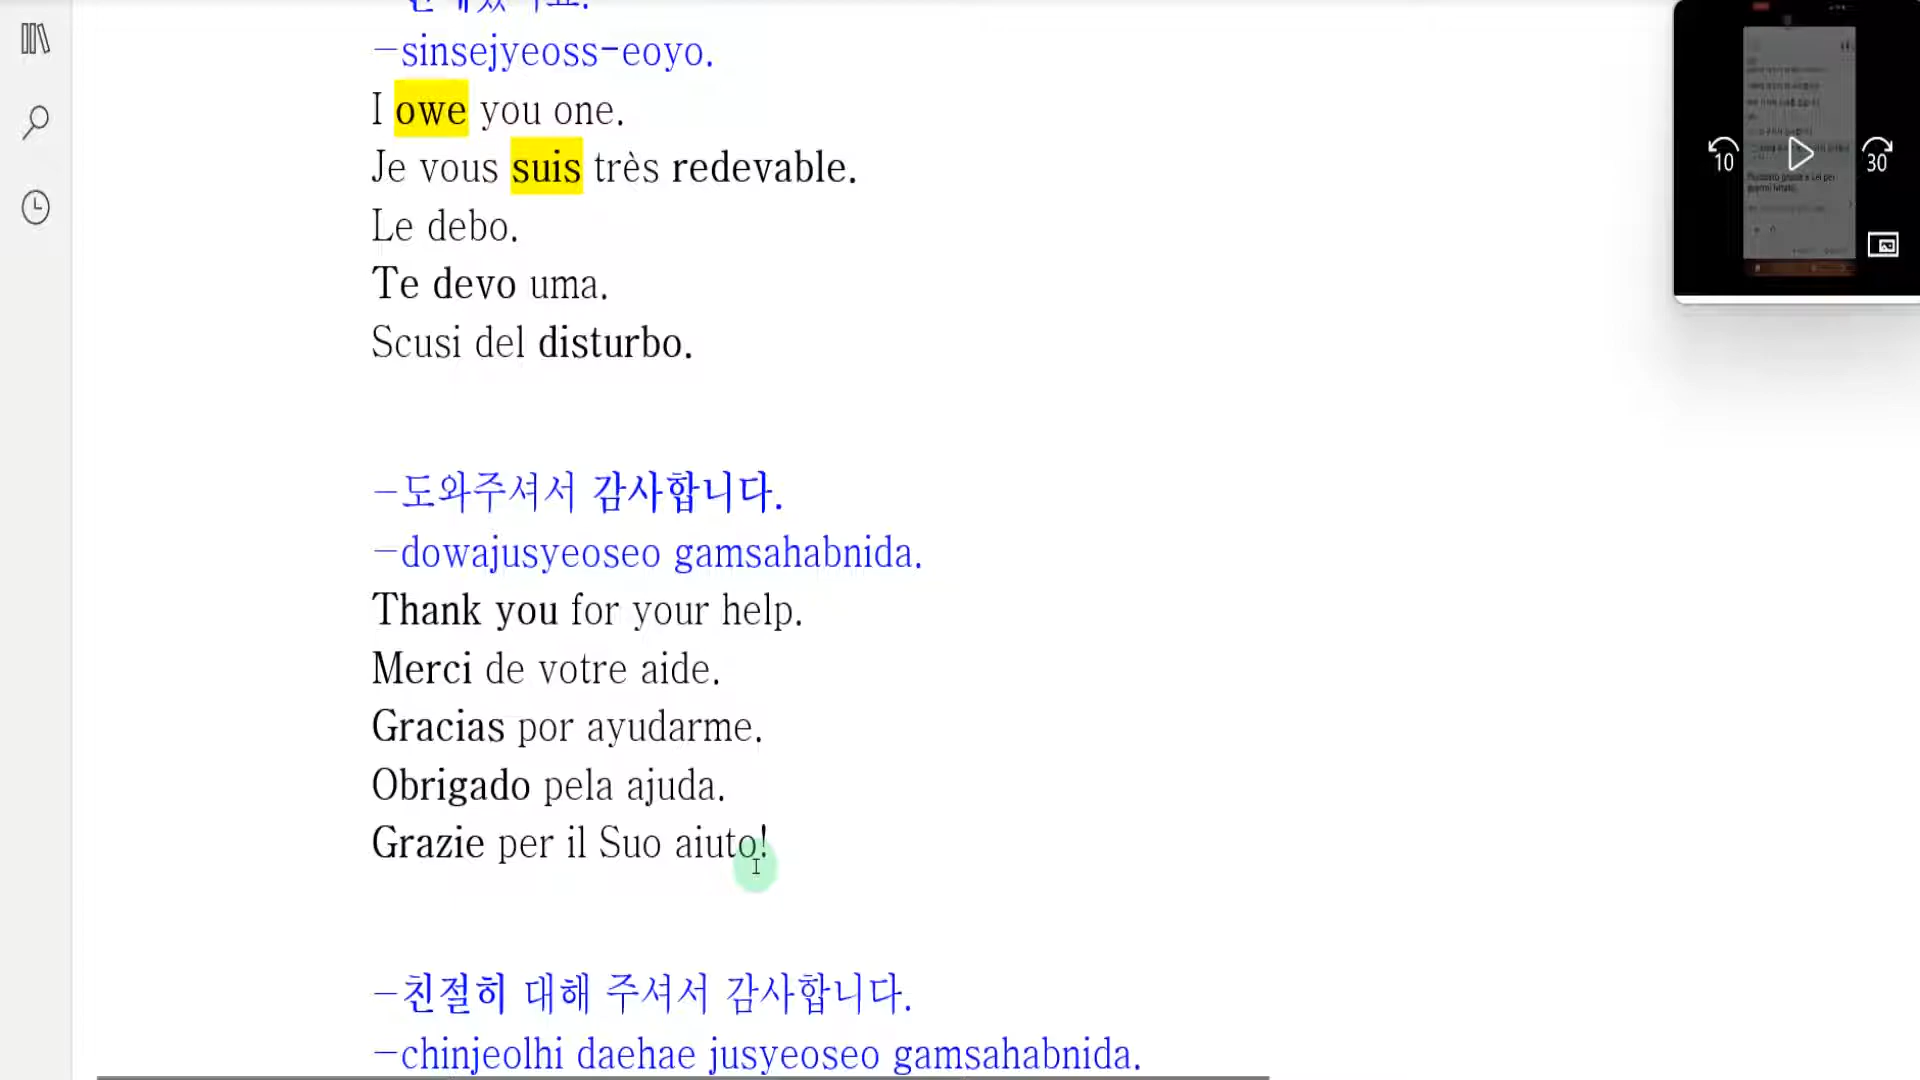 -sinsejyeoss-eoyo.
I owe you one.
Je vous suis très redevable.
Le debo.
Te devo uma.
Scusi del disturbo.
-도와주셔서 감사합니다.
-dowajusyeoseo gamsahabnida.
Thank you for your help.
Merci de votre aide.
Gracias por ayudarme.
Obrigado pela ajuda.
Grazie per il Suo aiuto!
-친절히 대해 주셔서 감사합니다.
-chinjeolhi daehae jusyeoseo gamsahabnida.
10
30